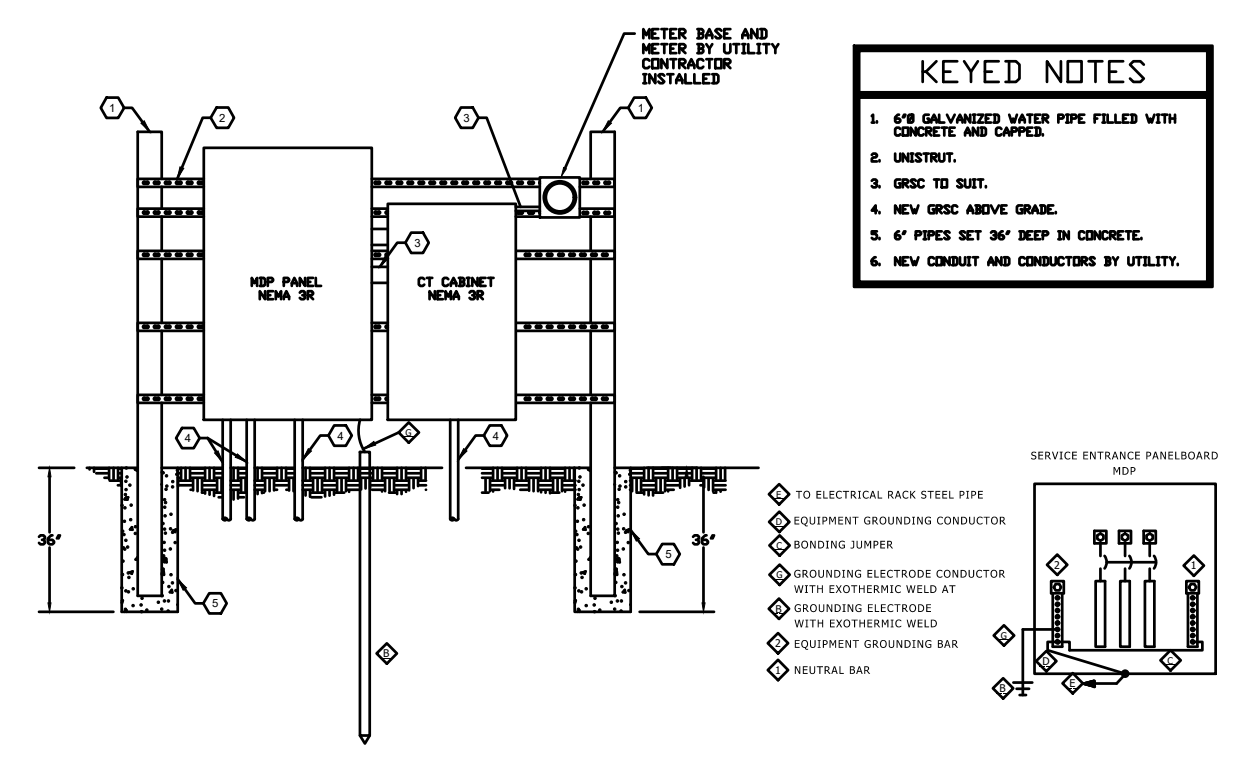 METER BASE AND
METER BY UTILITY
CONTRACTOR
INSTALLED
1
2
3
1
3
MDP PANEL
NEMA 3R
CT CABINET
NEMA 3R
4
4
G
4
36"
36"
5
5
B
KEYED NOTES
1. 6"Ø GALVANIZED WATER PIPE FILLED WITH
CONCRETE AND CAPPED.
2. UNISTRUT.
3. GRSC TO SUIT.
4. NEW GRSC ABOVE GRADE.
5. 6" PIPES SET 36" DEEP IN CONCRETE.
6. NEW CONDUIT AND CONDUCTORS BY UTILITY.
E TO ELECTRICAL RACK STEEL PIPE
D EQUIPMENT GROUNDING CONDUCTOR
C BONDING JUMPER
G GROUNDING ELECTRODE CONDUCTOR
WITH EXOTHERMIC WELD AT
B GROUNDING ELECTRODE
WITH EXOTHERMIC WELD
2 EQUIPMENT GROUNDING BAR
1 NEUTRAL BAR
SERVICE ENTRANCE PANELBOARD
MDP
2
1
G
D
C
B
E